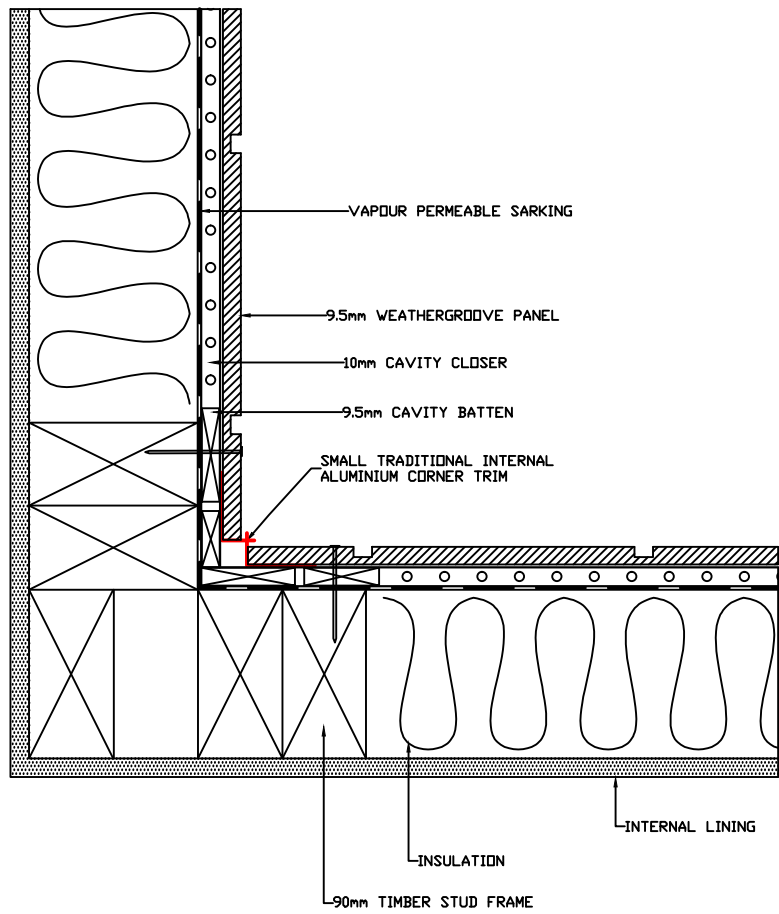 VAPOUR PERMEABLE SARKING
9.5mm WEATHERGROOVE PANEL
10mm CAVITY CLOSER
9.5mm CAVITY BATTEN
SMALL TRADITIONAL INTERNAL
ALUMINIUM CORNER TRIM
INTERNAL LINING
INSULATION
90mm TIMBER STUD FRAME